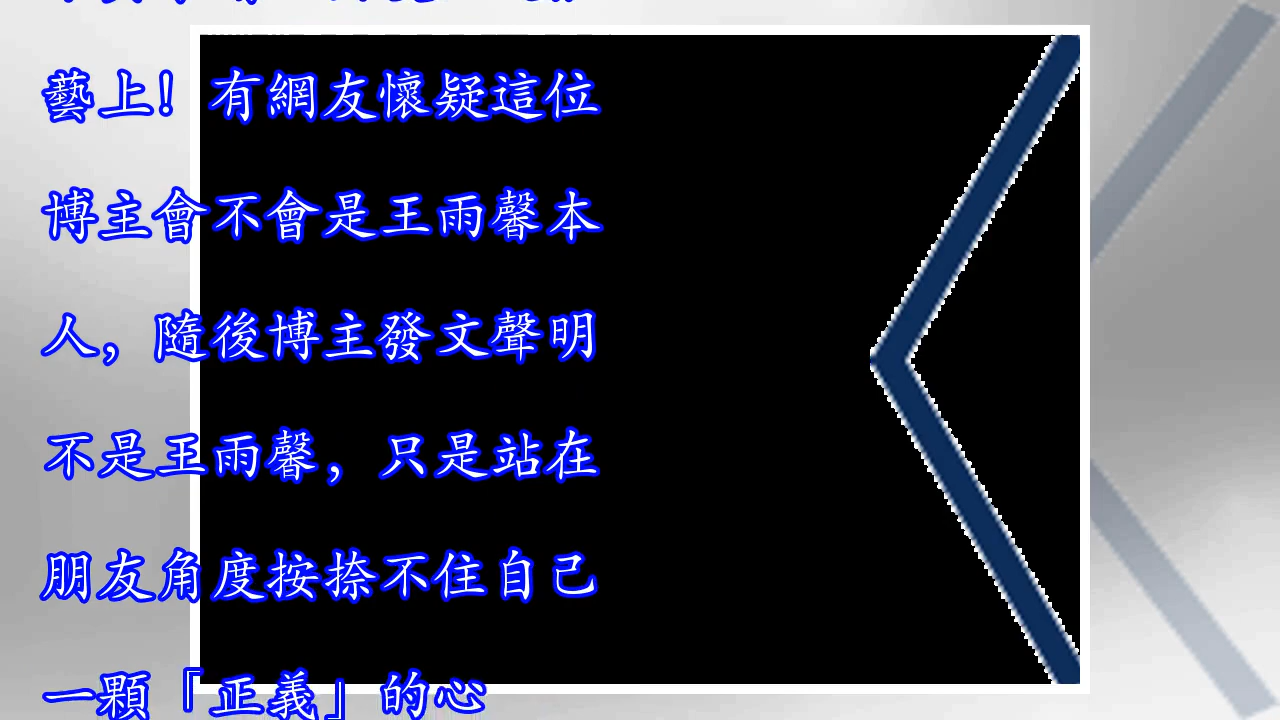 藝上！有網友懷疑這位
博主會不會是王雨馨本
人，隨後博主發文聲明
不是王雨馨，只是站在
朋友角度按捺不住自己
一顆「正義」的心